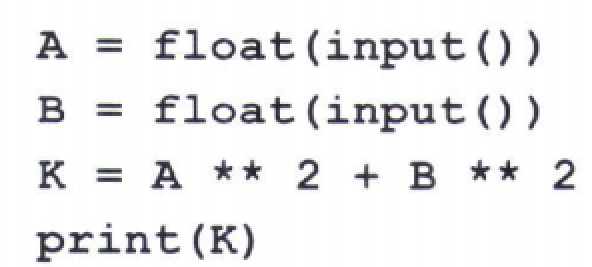 A = float(input())
B = float(input())
K = A ** 2 + B ** 2
print(K)